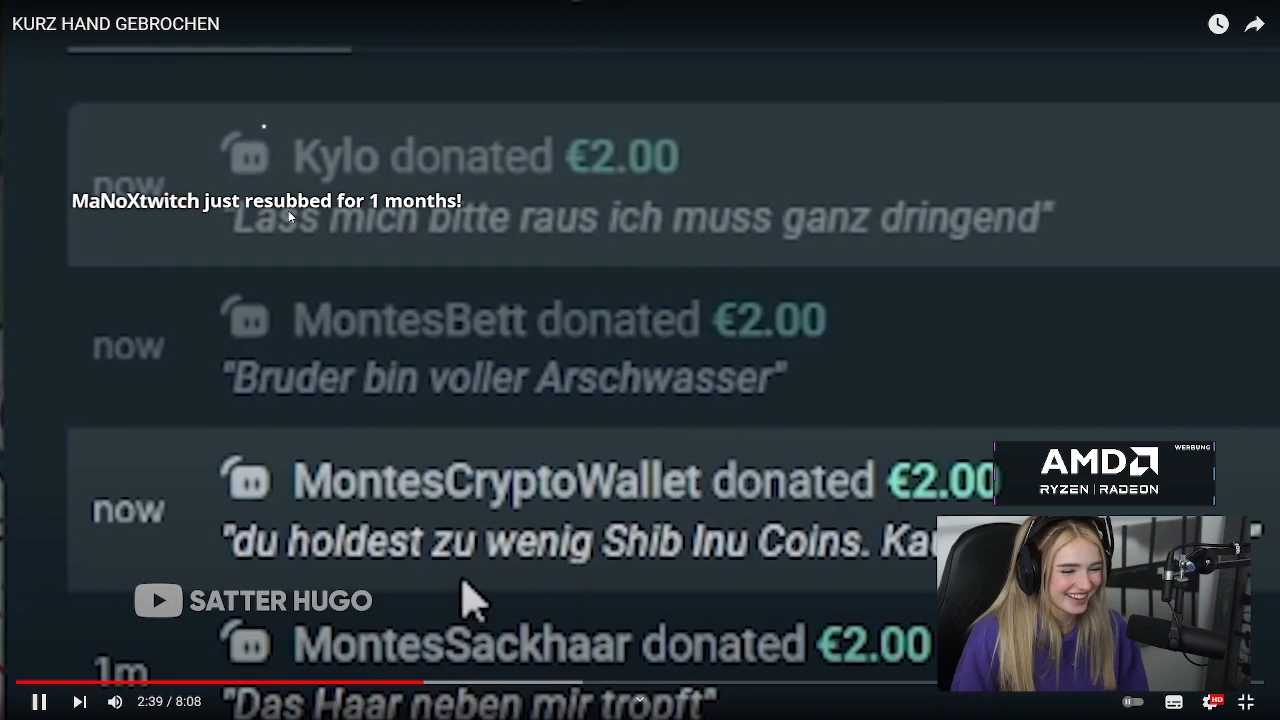 KURZ HAND GEBROCHEN
Kylo donated €2.00
now
MaNoXtwitch just resubbed for 1 months!
"Lass mich bitte raus ich muss ganz dringend"
MontesBett donated €2.00
now
"Bruder bin voller Arschwasser"
MontesCryptoWallet donated €2.00
now
"du holdest zu wenig Shib Inu Coins.
WERBUNG
AMD
RYZEN | RADEON
SATTER HUGO
MontesSackhaar donated €2.00
1m
"Das Haar neben mir tropft"
2:39 / 8:08
HD